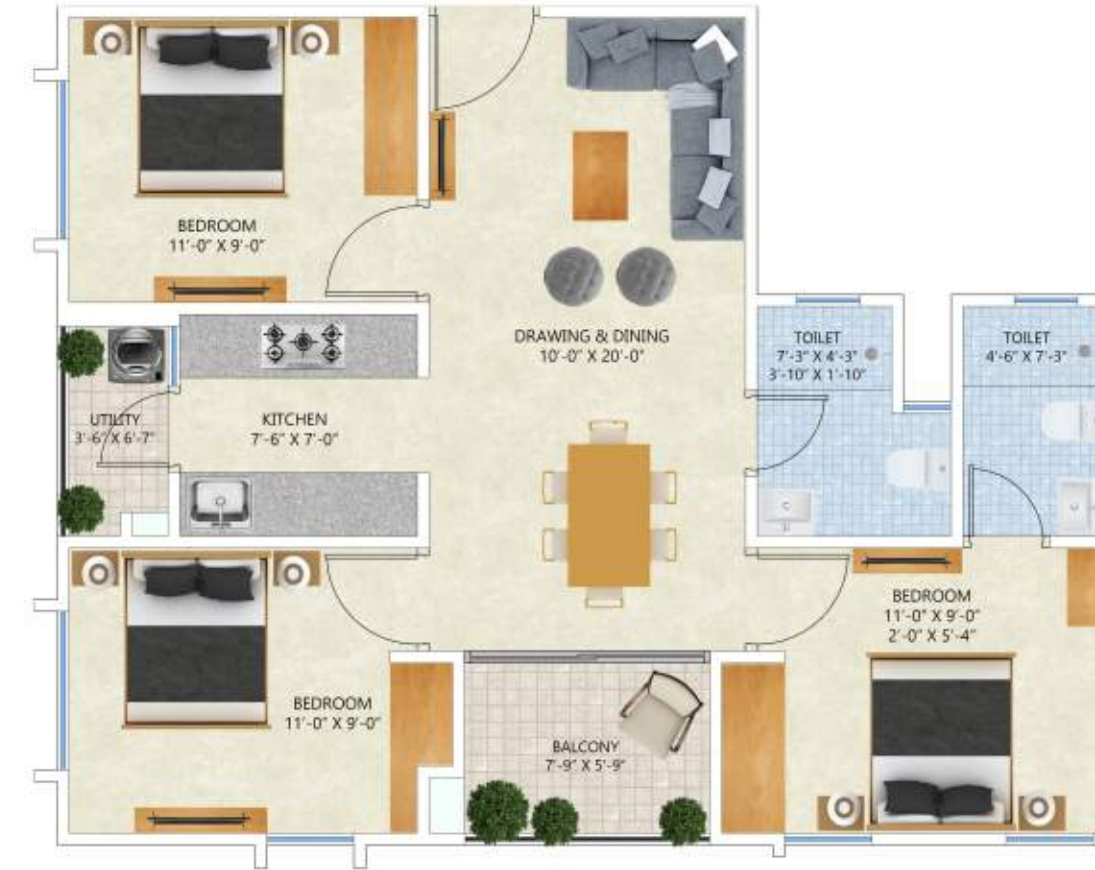 BEDROOM
11'-0" X 9'-0"
DRAWING & DINING
10'-0" X 20'-0"
TOILET
7'-3" X 4'-3"
3'-10" X 1'-10"
TOILET
4'-6" X 7'-3"
UTILITY
3'-6" X 6'-7"
KITCHEN
7'-6" X 7'-0"
BEDROOM
11'-0" X 9'-0"
2'-0" X 5'-4"
BEDROOM
11'-0" X 9'-0"
BALCONY
7'-9" X 5'-9"